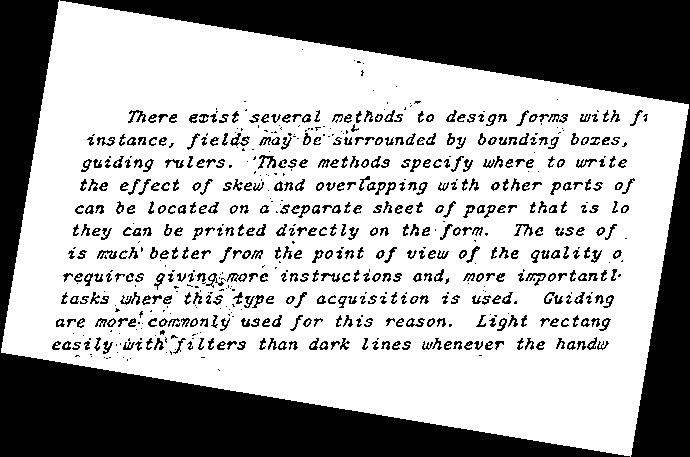 There exist several methods to design forms with
instance, fields may be surrounded by bounding boxes,
guiding rulers. These methods specify where to write
the effect of skew and overlapping with other parts of
can be located on a separate sheet of paper that is lo
they can be printed directly on the form. The use of
is much better from the point of view of the quality o
requires giving more instructions and, more importantl
tasks where this type of acquisition is used. Guiding
are more commonly used for this reason. Light rectang
easily with filters than dark lines whenever the handw